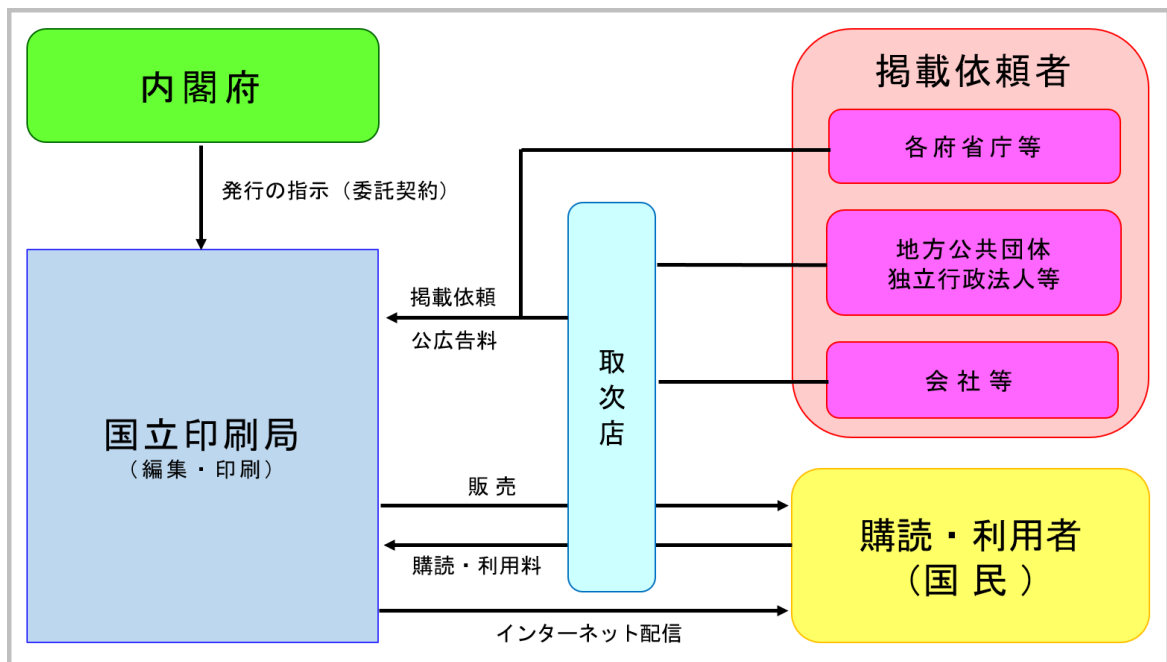 内閣府
発行の指示（委託契約）
掲載依頼者
各府省庁等
地方公共団体
独立行政法人等
会社等
掲載依頼
公広告料
取次店
国立印刷局
（編集・印刷）
販売
購読・利用料
インターネット配信
購読・利用者
（国民）